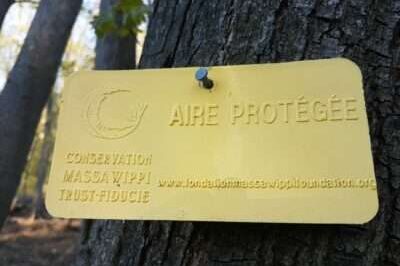 AIRE PROTÉGÉE
CONSERVATION
MASSAWIPPI
TRUST-FIDUCIE
www.fondationmassawippifoundation.org